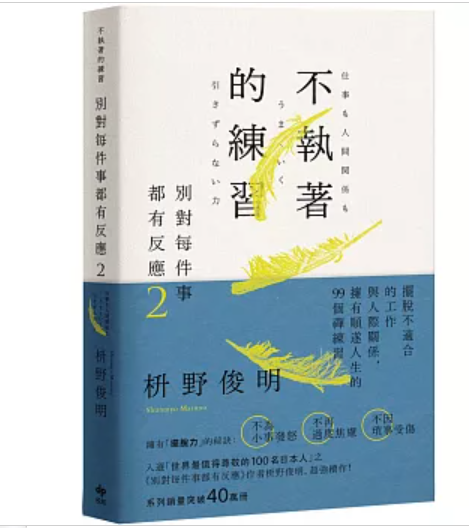 不執著的練習
別對每件事都有反應2
枡野俊明
仕事も人間関係も
うまくいく
引きずらない力
不執著
的練習
別對每件事
都有反應2
擺脫不適合
的工作
與人際關係,
擁有順遂人生的
99個禪練習
枡野俊明
Shunmyo Masuno
擁有「擺脫力」的祕訣:
不為
小事發怒
不再
過度焦慮
不因
瑣事受傷
入選「世界最值得尊敬的100名日本人」之
《別對每件事都有反應》作者枡野俊明,最強續作!
系列銷量突破40萬冊